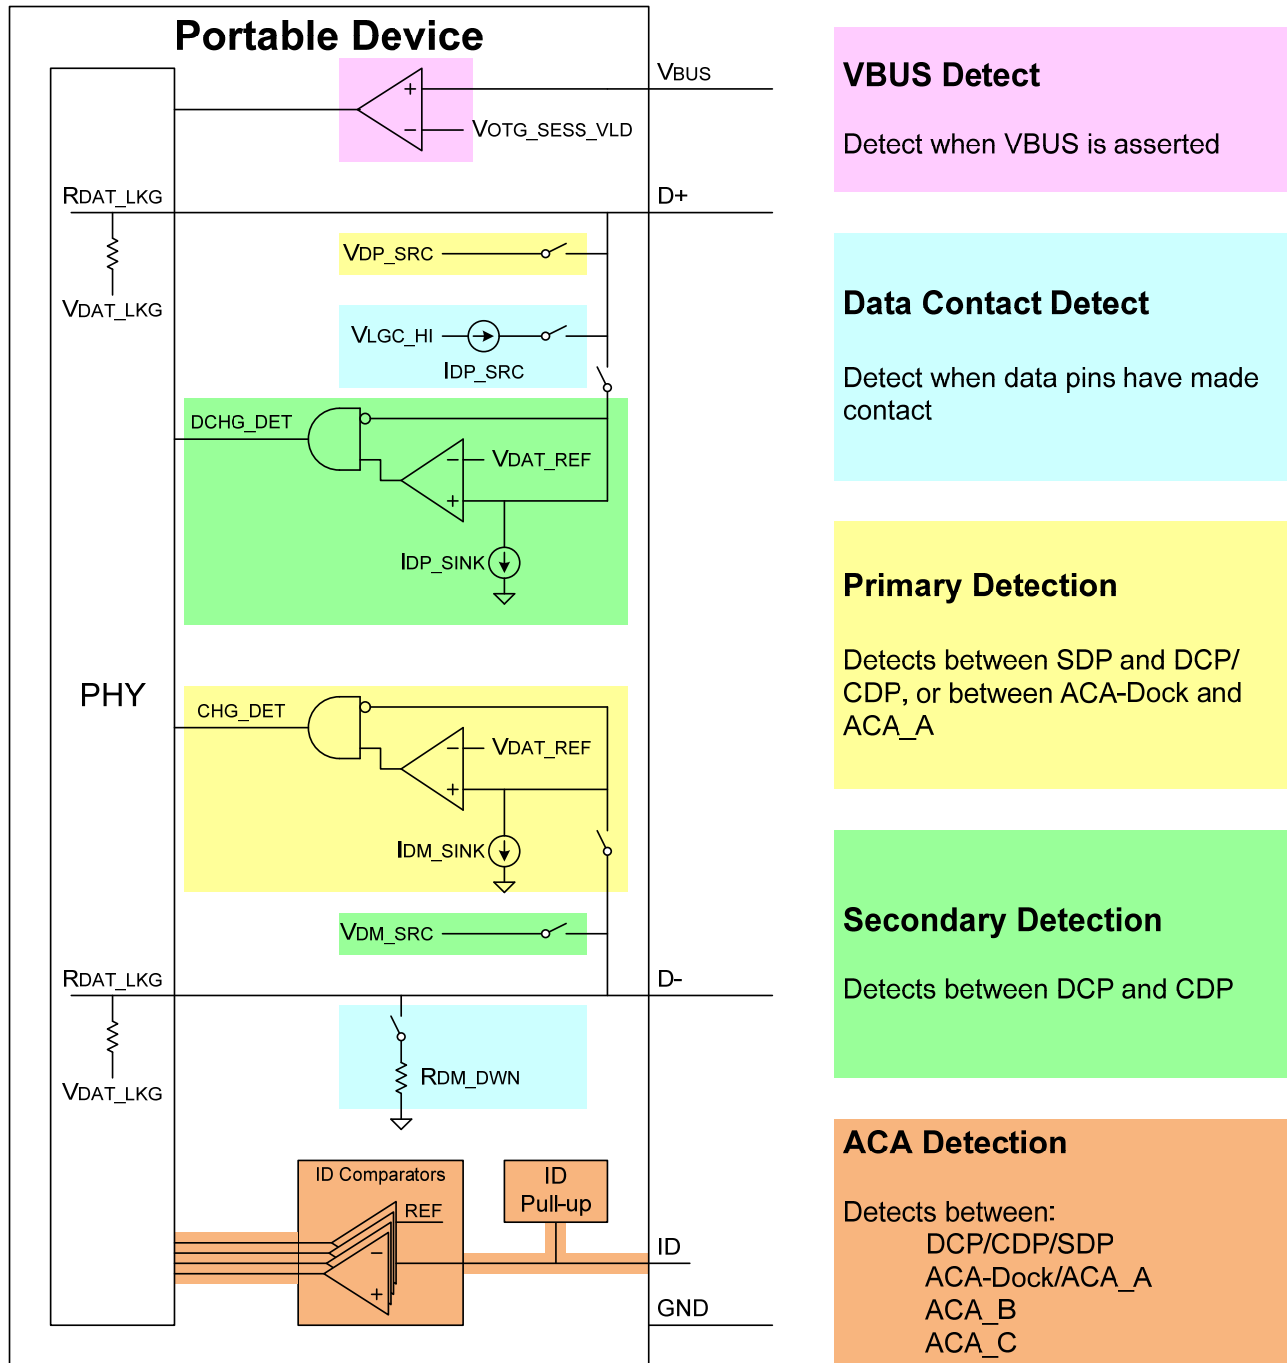 Portable Device
VBUS
+
−
VOTG_SESS_VLD
RDAT_LKG
D+
VDP_SRC
VDAT_LKG
VLGC_HI
IDP_SRC
DCHG_DET
−
VDAT_REF
+
IDP_SINK
PHY
CHG_DET
−
VDAT_REF
+
IDM_SINK
VDM_SRC
RDAT_LKG
D-
RDM_DWN
VDAT_LKG
ID Comparators
REF
−
+
ID
Pull-up
ID
GND
VBUS Detect
Detect when VBUS is asserted
Data Contact Detect
Detect when data pins have made
contact
Primary Detection
Detects between SDP and DCP/
CDP, or between ACA-Dock and
ACA_A
Secondary Detection
Detects between DCP and CDP
ACA Detection
Detects between:
DCP/CDP/SDP
ACA-Dock/ACA_A
ACA_B
ACA_C